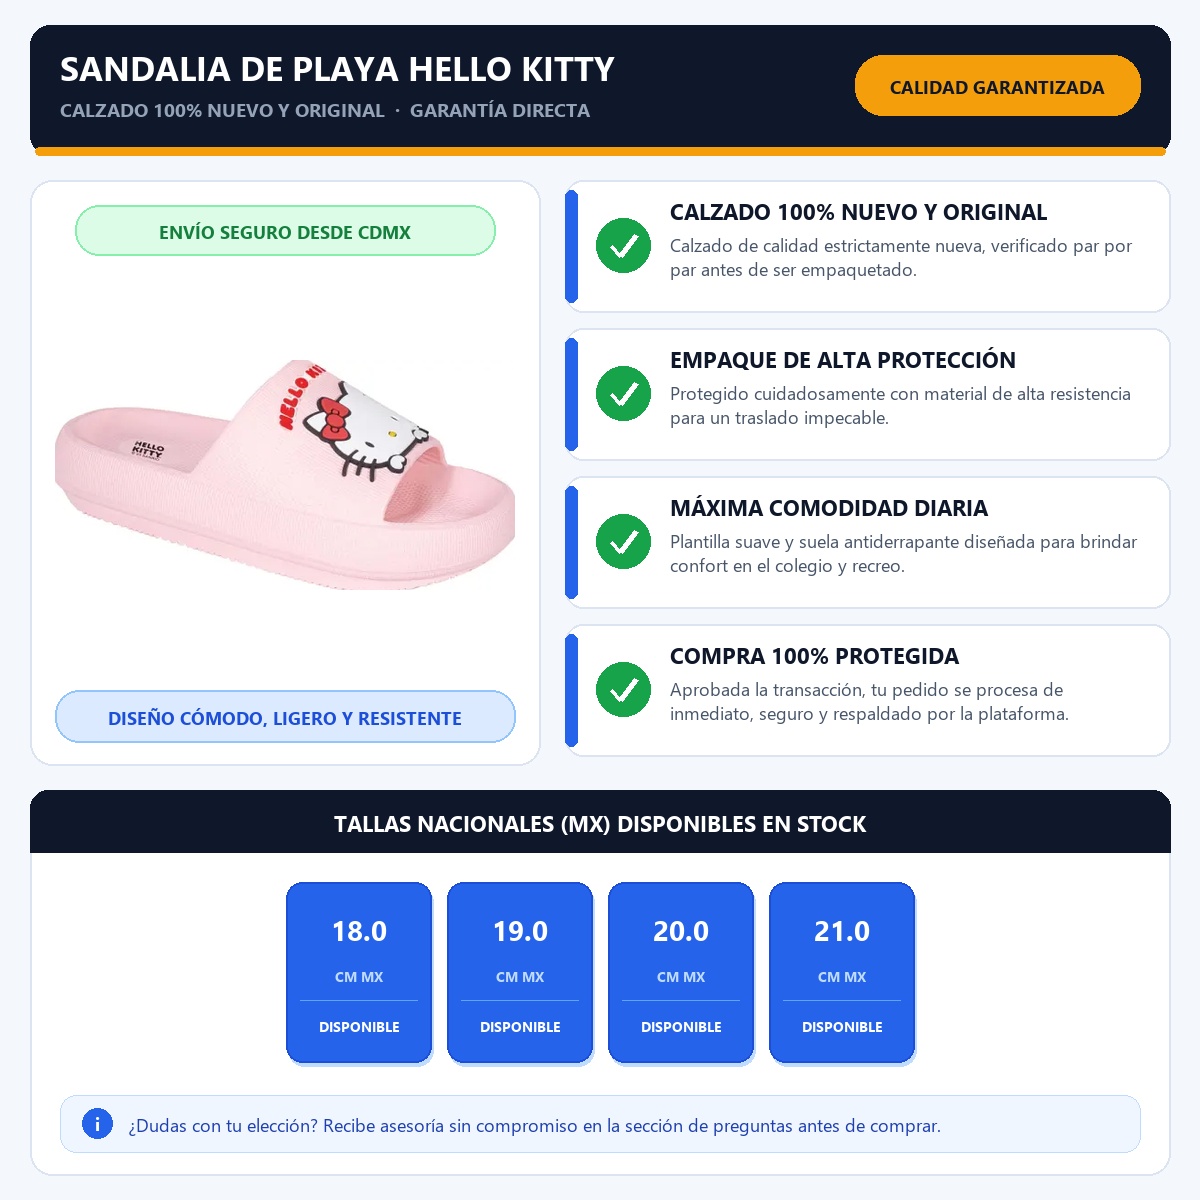 SANDALIA DE PLAYA HELLO KITTY
CALZADO 100% NUEVO Y ORIGINAL · GARANTÍA DIRECTA
CALIDAD GARANTIZADA
ENVÍO SEGURO DESDE CDMX
HELLO
HELLO
KITTY
DISEÑO CÓMODO, LIGERO Y RESISTENTE
CALZADO 100% NUEVO Y ORIGINAL
Calzado de calidad estrictamente nueva, verificado par por
par antes de ser empaquetado.
EMPAQUE DE ALTA PROTECCIÓN
Protegido cuidadosamente con material de alta resistencia
para un traslado impecable.
MÁXIMA COMODIDAD DIARIA
Plantilla suave y suela antiderrapante diseñada para brindar
confort en el colegio y recreo.
COMPRA 100% PROTEGIDA
Aprobada la transacción, tu pedido se procesa de
inmediato, seguro y respaldado por la plataforma.
TALLAS NACIONALES (MX) DISPONIBLES EN STOCK
18.0
CM MX
DISPONIBLE
19.0
CM MX
DISPONIBLE
20.0
CM MX
DISPONIBLE
21.0
CM MX
DISPONIBLE
¿Dudas con tu elección? Recibe asesoría sin compromiso en la sección de preguntas antes de comprar.